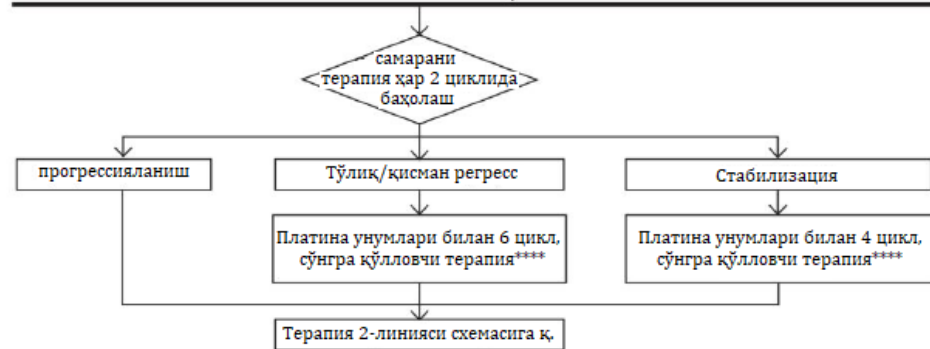 самарани
терапия ҳар 2 циклида
баҳолаш
прогрессияланиш
Тўлиқ/қисман регресс
Стабилизация
Платина унумлари билан 6 цикл,
сўнгра қўлловчи терапия****
Платина унумлари билан 4 цикл,
сўнгра қўлловчи терапия****
Терапия 2-линияси схемасига қ.